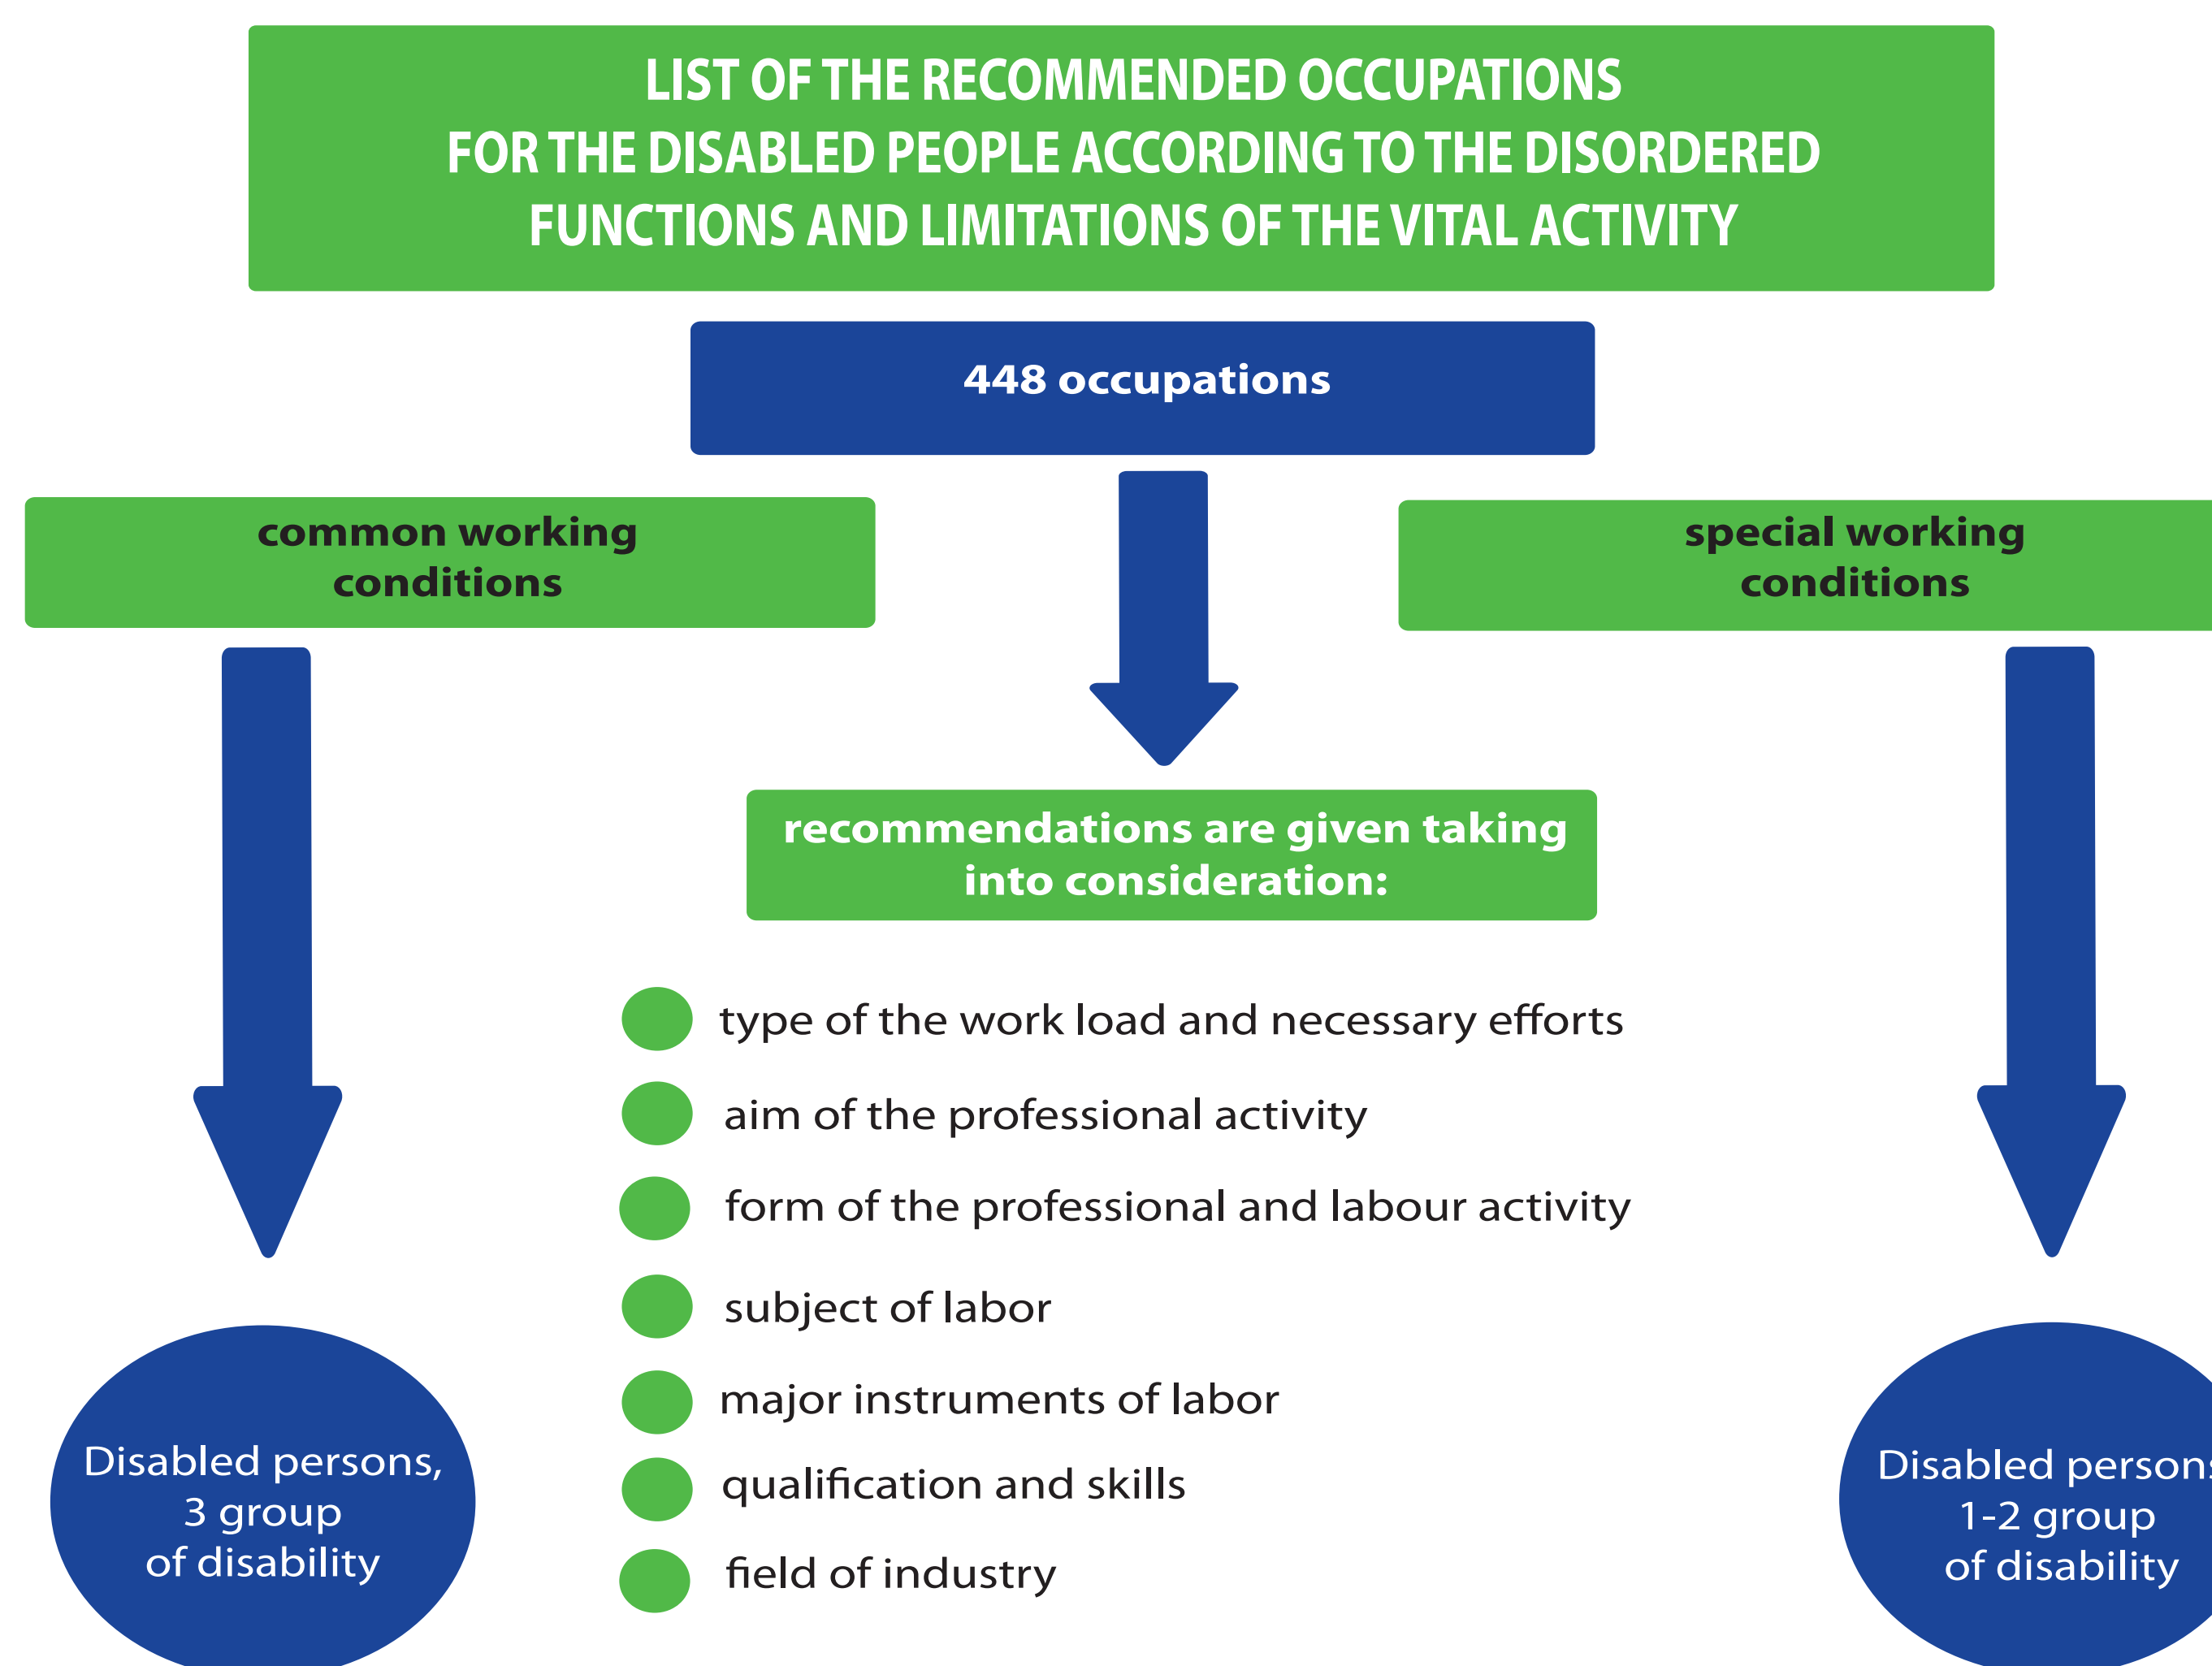 LIST OF THE RECOMMENDED OCCUPATIONS
FOR THE DISABLED PEOPLE ACCORDING TO THE DISORDERED
FUNCTIONS AND LIMITATIONS OF THE VITAL ACTIVITY
448 occupations
common working
conditions
special working
conditions
recommendations are given taking
into consideration:
type of the work load and necessary efforts
aim of the professional activity
form of the professional and labour activity
subject of labor
major instruments of labor
qualification and skills
field of industry
Disabled persons,
3 group
of disability
Disabled persons
1-2 group
of disability